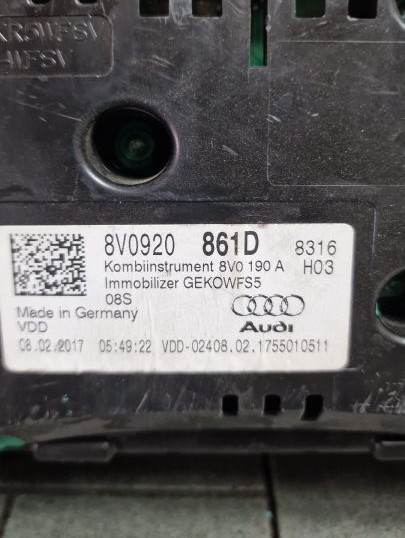 8V0920 861D 8316
Kombiinstrument 8V0 190 A H03
Immobilizer GEKOWFS5
08S
Made in Germany
VDD
Audi
08.02.2017 05:49:22 VDD-02408.02.1755010511